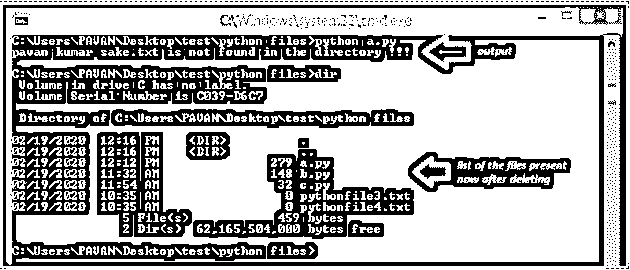 C:\Windows\system32\cmd.exe
C:\Users\PAVAN\Desktop\test\python files>python a.py
pavan kumar sake.txt is not found in the directory !!!
output
C:\Users\PAVAN\Desktop\test\python files>dir
Volume in drive C has no label.
Volume Serial Number is C039-D6C7
Directory of C:\Users\PAVAN\Desktop\test\python files
02/19/2020 12:16 PM <DIR> .
02/19/2020 12:16 PM <DIR> ..
02/19/2020 12:12 PM 279 a.py
02/19/2020 11:32 AM 148 b.py
02/19/2020 11:54 AM 32 c.py
02/19/2020 10:35 AM 0 pythonfile3.txt
02/19/2020 10:35 AM 0 pythonfile4.txt
list of the files present
now after deleting
5 File(s) 459 bytes
2 Dir(s) 62,165,504,000 bytes free
C:\Users\PAVAN\Desktop\test\python files>